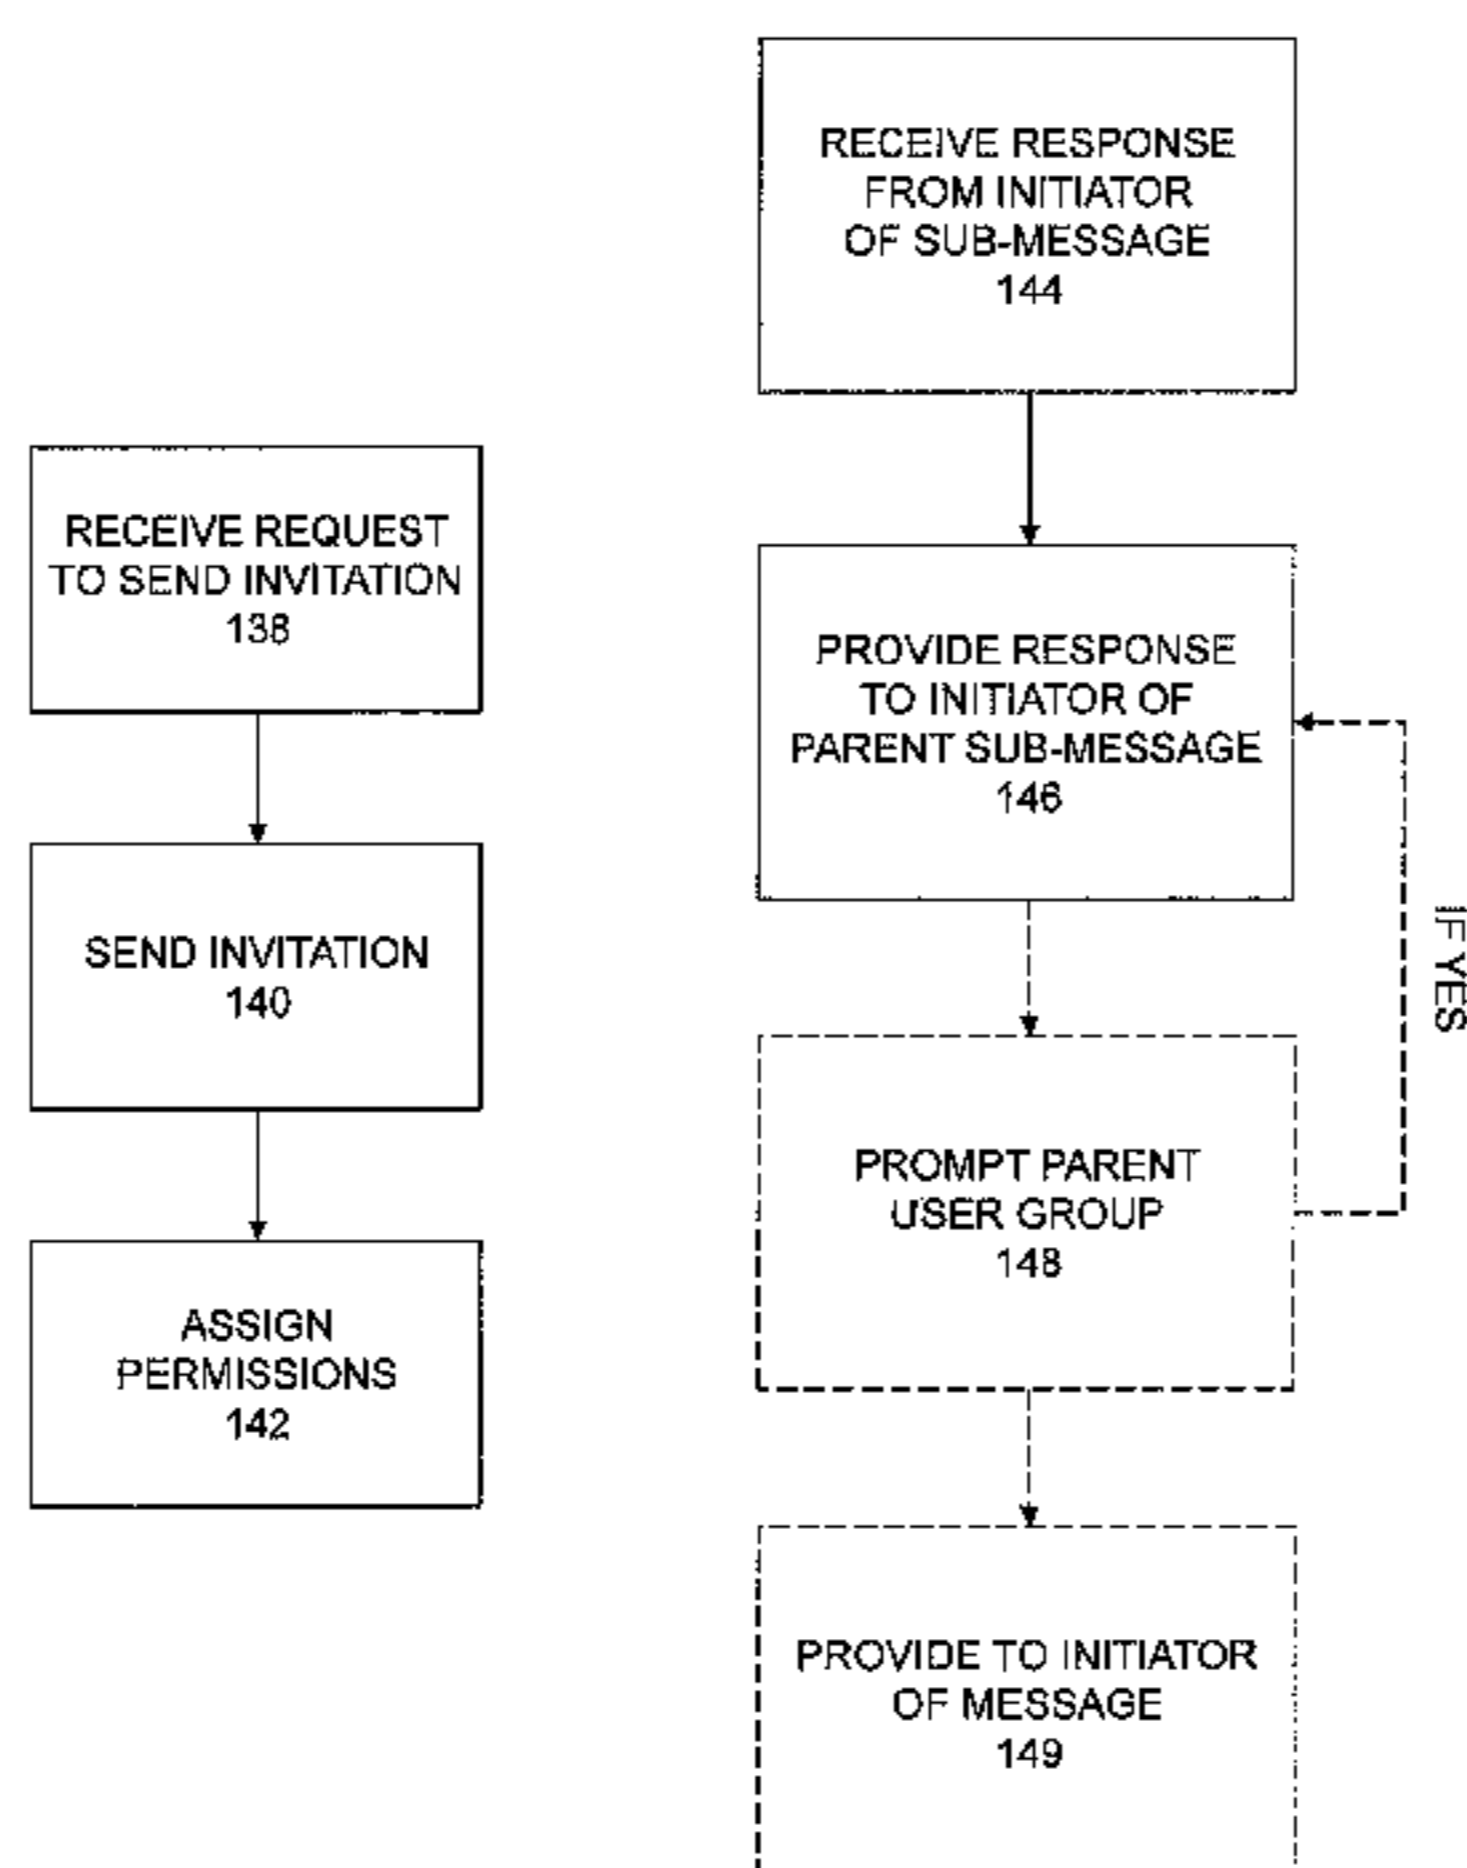 RECEIVE REQUEST
TO SEND INVITATION
138
SEND INVITATION
140
ASSIGN
PERMISSIONS
142
RECEIVE RESPONSE
FROM INITIATOR
OF SUB-MESSAGE
144
PROVIDE RESPONSE
TO INITIATOR OF
PARENT SUB-MESSAGE
146
IF YES
PROMPT PARENT
USER GROUP
148
PROVIDE TO INITIATOR
OF MESSAGE
149